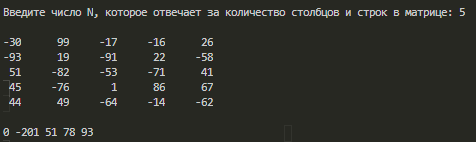 Введите число N, которое отвечает за количество столбцов и строк в матрице: 5
-30 99 -17 -16 26
-93 19 -91 22 -58
51 -82 -53 -71 41
45 -76 1 86 67
44 49 -64 -14 -62
0 -201 51 78 93